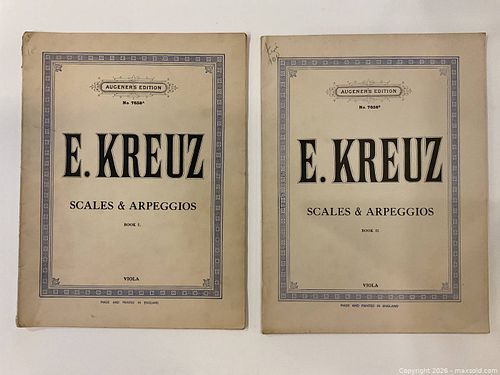 AUGENER'S EDITION
E. KREUZ
SCALES & ARPEGGIOS
BOOK I.
VIOLA
MADE AND PRINTED IN ENGLAND
AUGENER'S EDITION
E. KREUZ
SCALES & ARPEGGIOS
BOOK II.
VIOLA
MADE AND PRINTED IN ENGLAND
Copyright 2026 - maxsold.com